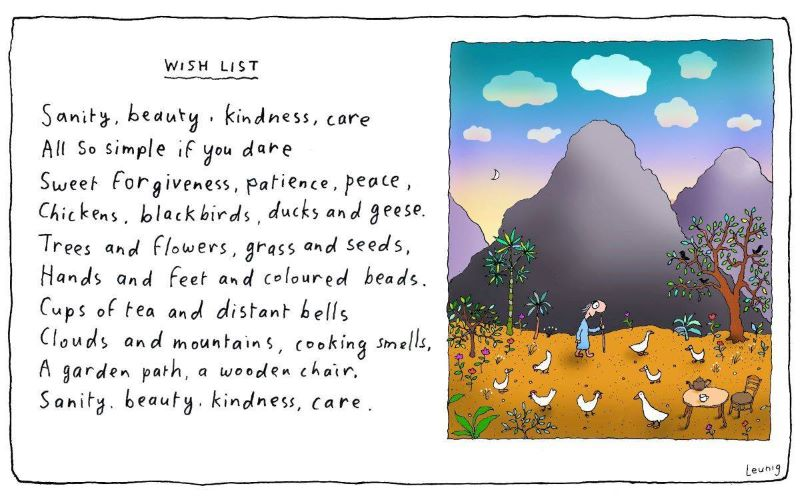 WISH LIST
Sanity, beauty, kindness, care
All so simple if you dare
Sweet forgiveness, patience, peace,
Chickens, blackbirds, ducks and geese.
Trees and flowers, grass and seeds,
Hands and feet and coloured beads.
Cups of tea and distant bells
Clouds and mountains, cooking smells,
A garden path, a wooden chair.
Sanity. beauty. kindness, care.
Leunig